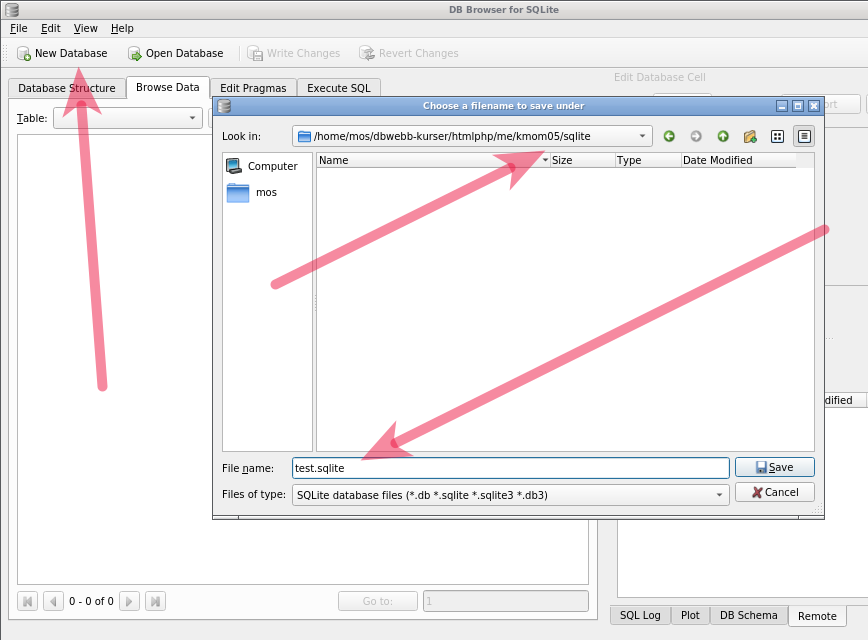 DB Browser for SQLite
File Edit View Help
New Database Open Database Write Changes Revert Changes
Edit Database Cell
Database Structure Browse Data Edit Pragmas Execute SQL
Choose a filename to save under
Table:
Look in: /home/mos/dbwebb-kurser/htmlphp/me/kmom05/sqlite
Name Size Type Date Modified
Computer
mos
File name: test.sqlite Save
Files of type: SQLite database files (*.db *.sqlite *.sqlite3 *.db3) Cancel
0 - 0 of 0 Go to: 1
SQL Log Plot DB Schema Remote